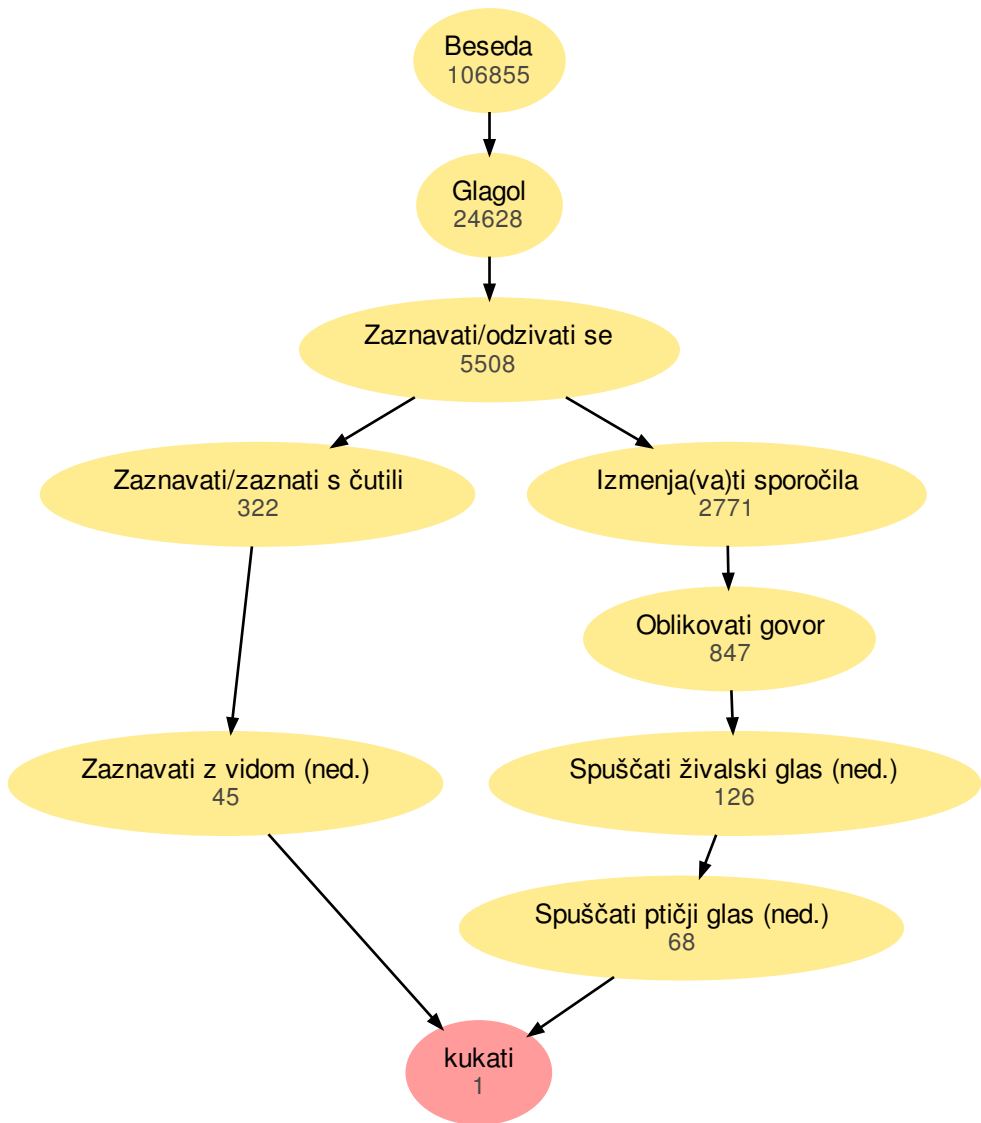 Beseda
106855
Glagol
24628
Zaznavati/odzivati se
5508
Zaznavati/zaznati s čutili
322
Izmenja(va)ti sporočila
2771
Oblikovati govor
847
Zaznavati z vidom (ned.)
45
Spuščati živalski glas (ned.)
126
Spuščati ptičji glas (ned.)
68
kukati
1